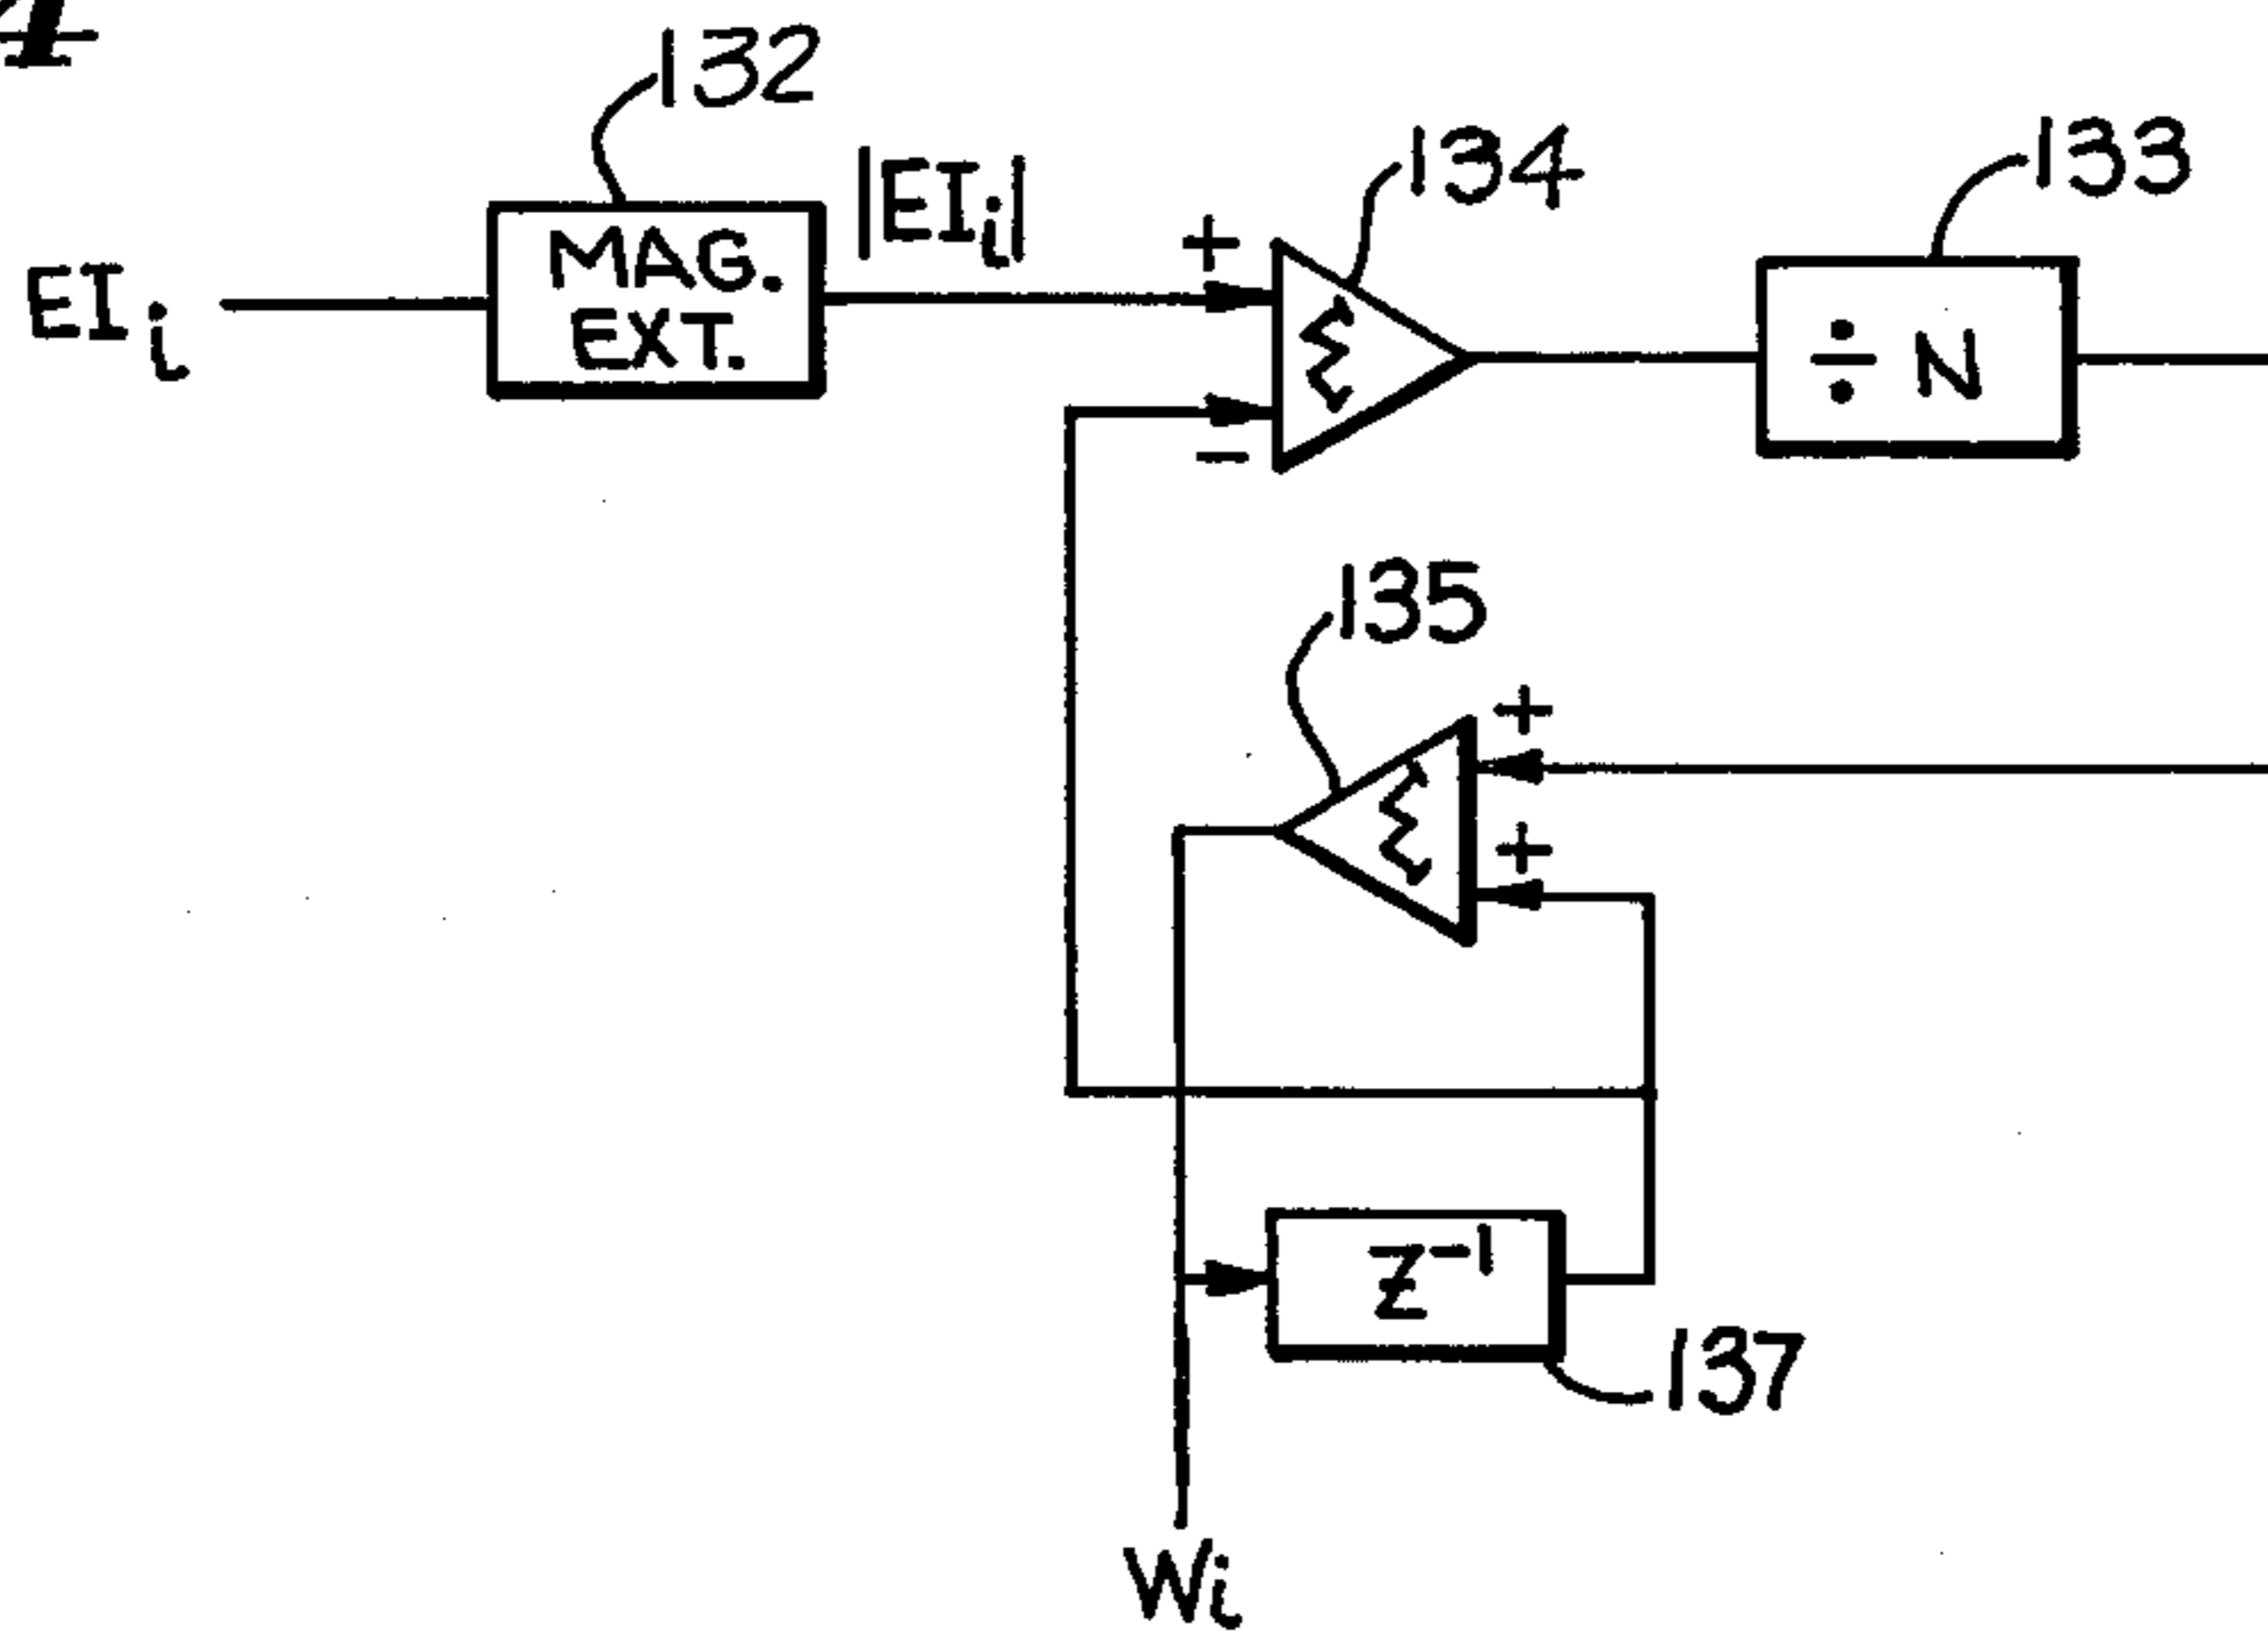 132
134
133
|EIi|
+
MAG.
EXT.
EIi
Σ
÷ N
−
135
+
Σ
+
Z⁻¹
137
Wi